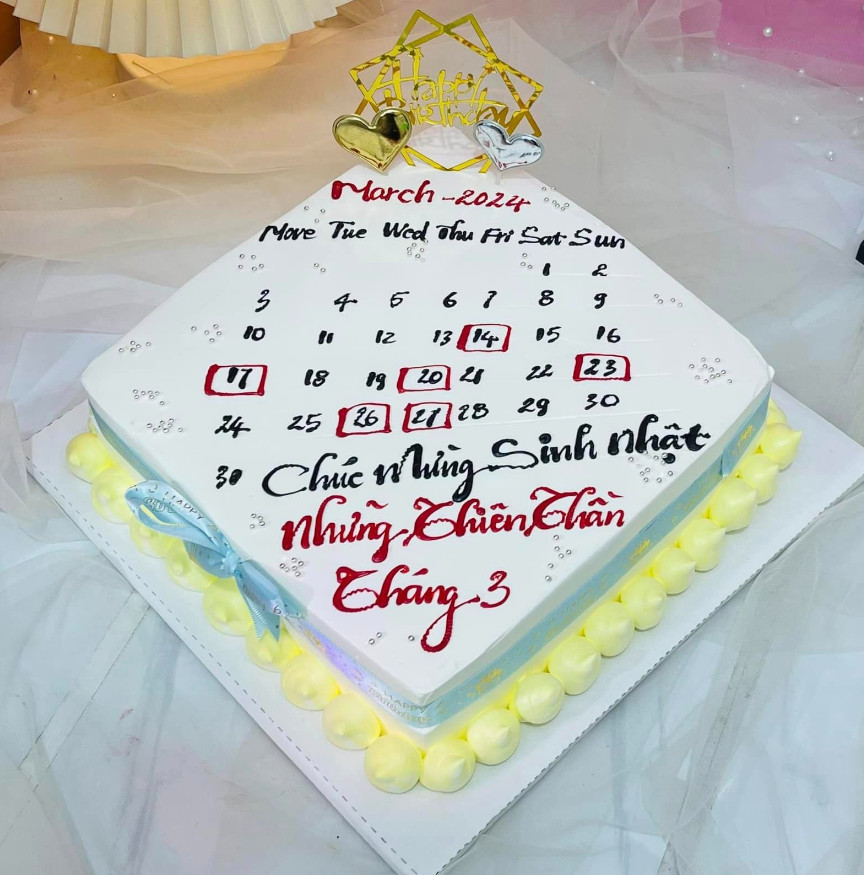 Happy
Birthday
March - 2024
Move Tue Wed Thu Fri Sat Sun
1 2
3 4 5 6 7 8 9
10 11 12 13 14 15 16
17 18 19 20 21 22 23
24 25 26 27 28 29 30
30 Chúc Mừng Sinh Nhật
Những Thiên Thần
Tháng 3
HAPPY